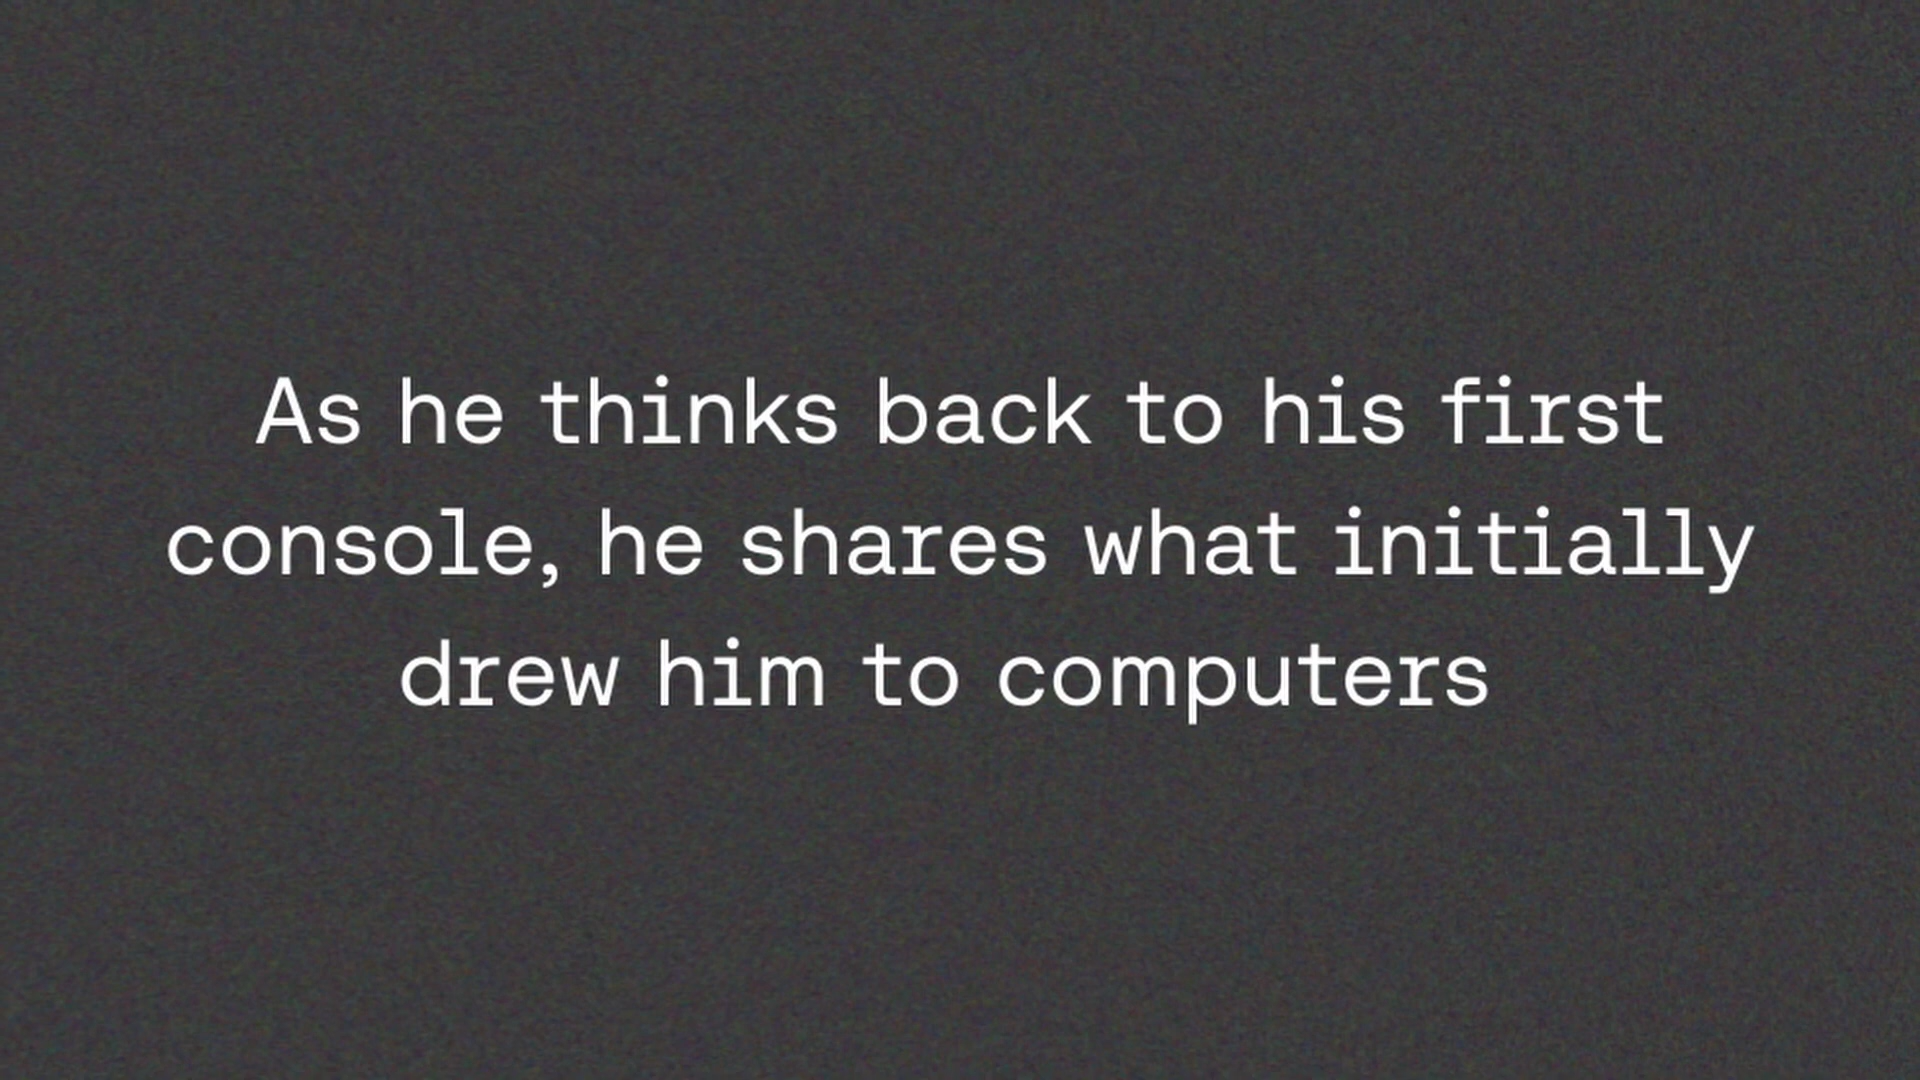 As he thinks back to his first
console, he shares what initially
drew him to computers